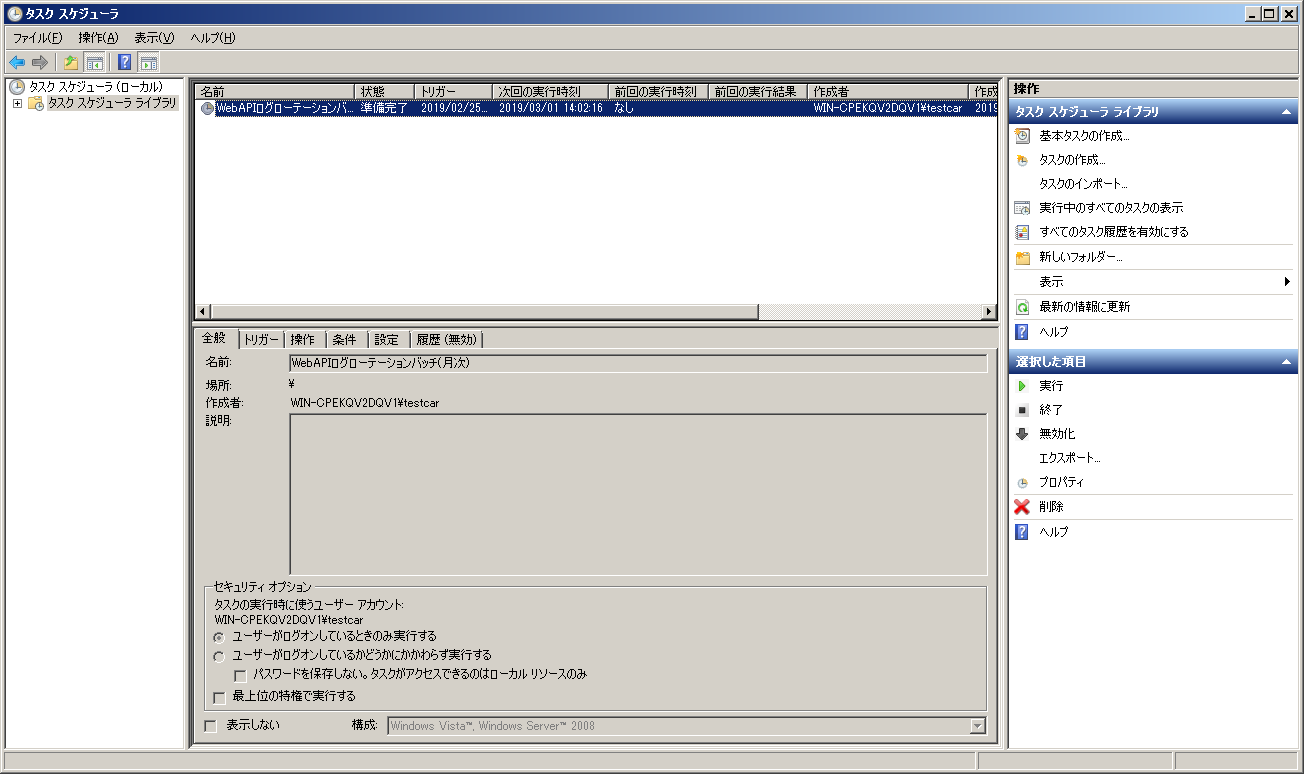 タスク スケジューラ
ファイル(F) 操作(A) 表示(V) ヘルプ(H)
タスク スケジューラ (ローカル)
タスク スケジューラ ライブラリ
名前 状態 トリガー 次回の実行時刻 前回の実行時刻 前回の実行結果 作成者 作成
WebAPIログローテーションバ... 準備完了 2019/02/25... 2019/03/01 14:02:16 なし WIN-CPEKQV2DQV1¥testcar 2019
全般 トリガー 操作 条件 設定 履歴 (無効)
名前: WebAPIログローテーションバッチ(月次)
場所: ¥
作成者: WIN-CPEKQV2DQV1¥testcar
説明:
セキュリティ オプション
タスクの実行時に使うユーザー アカウント:
WIN-CPEKQV2DQV1¥testcar
ユーザーがログオンしているときのみ実行する
ユーザーがログオンしているかどうかにかかわらず実行する
パスワードを保存しない。タスクがアクセスできるのはローカル リソースのみ
最上位の特権で実行する
表示しない 構成: Windows Vista™, Windows Server™ 2008
操作
タスク スケジューラ ライブラリ
基本タスクの作成...
タスクの作成...
タスクのインポート...
実行中のすべてのタスクの表示
すべてのタスク履歴を有効にする
新しいフォルダー...
表示
最新の情報に更新
ヘルプ
選択した項目
実行
終了
無効化
エクスポート...
プロパティ
削除
ヘルプ